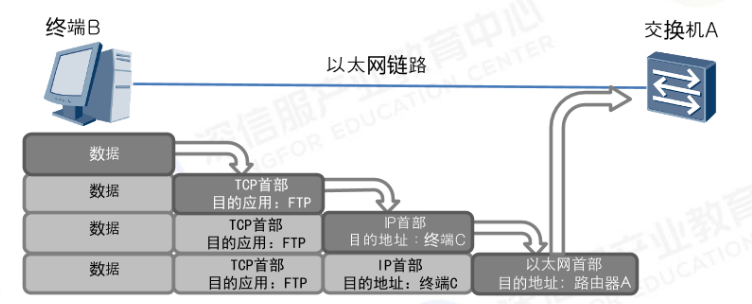 终端B
交换机A
以太网链路
数据
数据
TCP首部
目的应用：FTP
数据
TCP首部
目的应用：FTP
IP首部
目的地址：终端C
数据
TCP首部
目的应用：FTP
IP首部
目的地址：终端C
以太网首部
目的地址：路由器A
深信服产业教育中心
SANGFOR EDUCATION CENTER